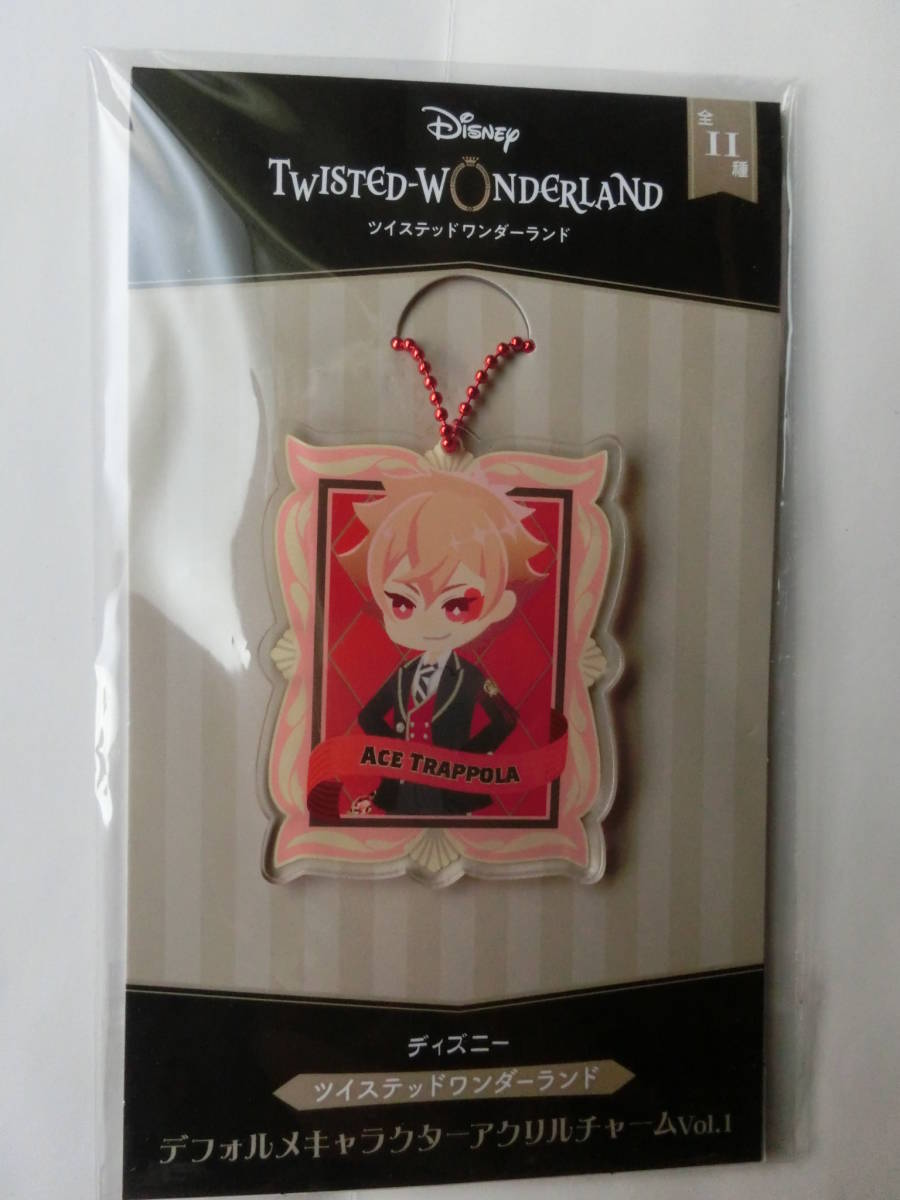 Disney
TWISTED-WONDERLAND
ツイステッドワンダーランド
全
11
種
ACE TRAPPOLA
ディズニー
ツイステッドワンダーランド
デフォルメキャラクターアクリルチャームVol.1